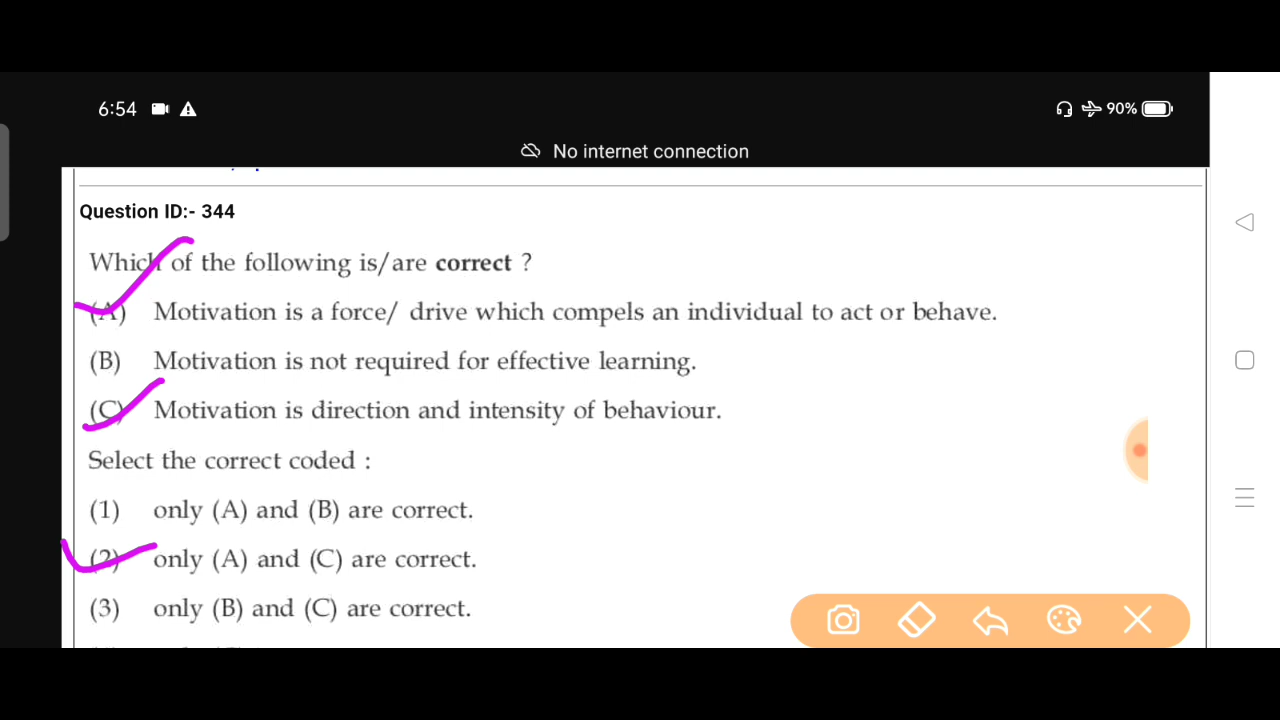 6:54
90%
No internet connection
Question ID:- 344
Which of the following is/are correct ?
(A) Motivation is a force/ drive which compels an individual to act or behave.
(B) Motivation is not required for effective learning.
(C) Motivation is direction and intensity of behaviour.
Select the correct coded :
(1) only (A) and (B) are correct.
(2) only (A) and (C) are correct.
(3) only (B) and (C) are correct.